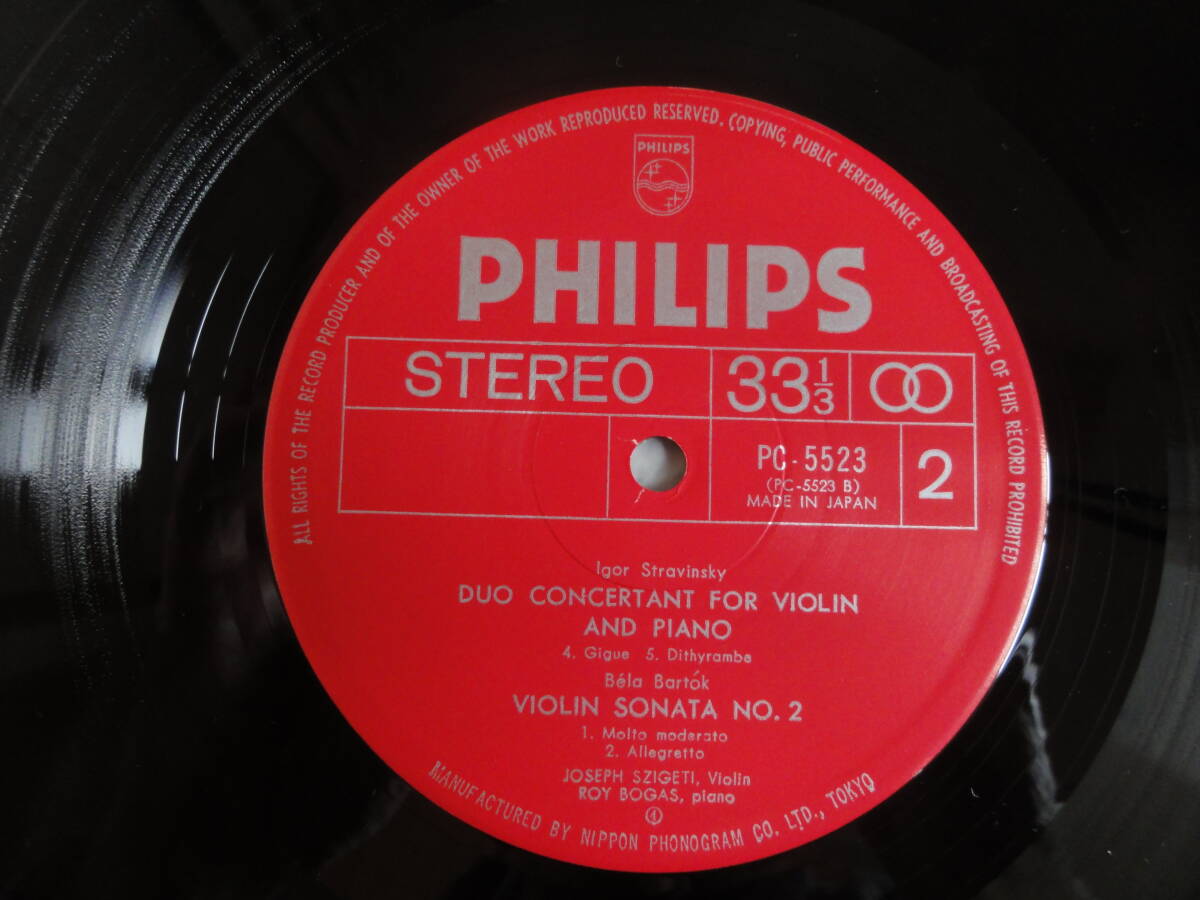 ALL RIGHTS OF THE RECORD PRODUCER AND OF THE OWNER OF THE WORK REPRODUCED RESERVED. COPYING, PUBLIC PERFORMANCE AND BROADCASTING OF THIS RECORD PROHIBITED
PHILIPS
PHILIPS
STEREO 33 1/3
PC-5523
(PC-5523 B)
MADE IN JAPAN
2
Igor Stravinsky
DUO CONCERTANT FOR VIOLIN
AND PIANO
4. Gigue 5. Dithyrambe
Béla Bartók
VIOLIN SONATA NO. 2
1. Molto moderato
2. Allegretto
JOSEPH SZIGETI, Violin
ROY BOGAS, piano
MANUFACTURED BY NIPPON PHONOGRAM CO. LTD., TOKYO